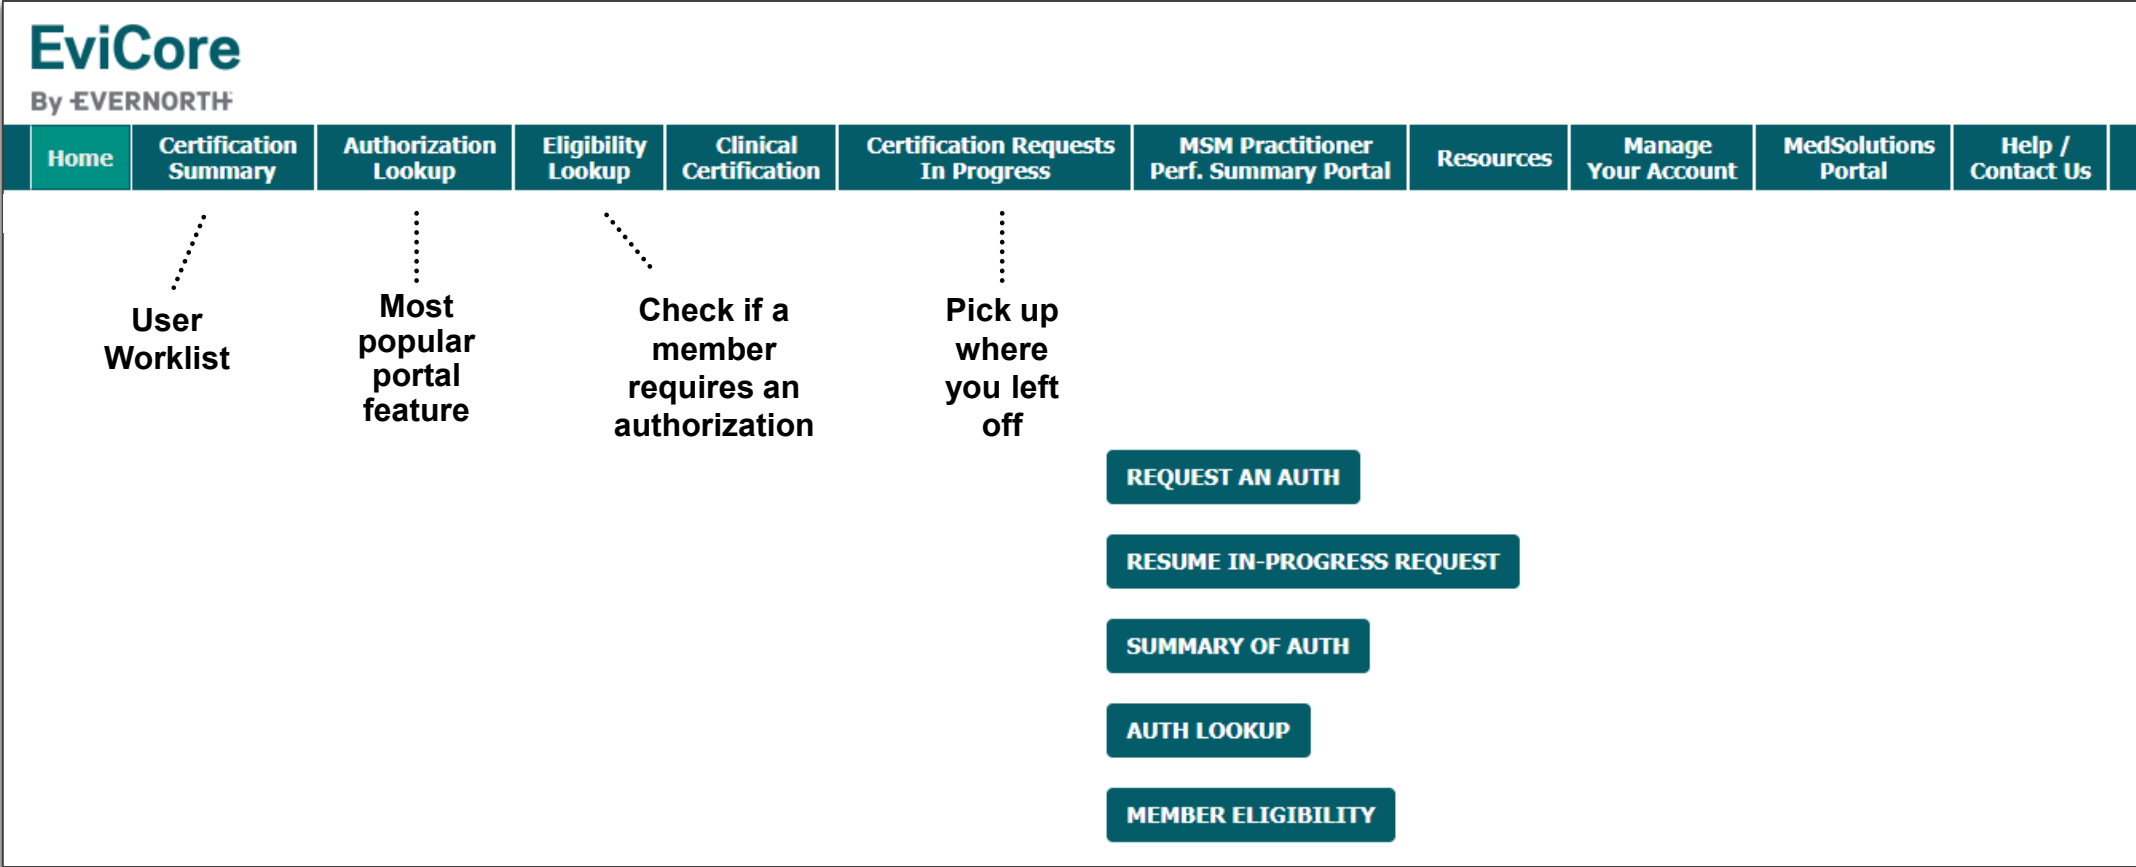 EviCore
By EVERNORTH
Home
Certification
Summary
Authorization
Lookup
Eligibility
Lookup
Clinical
Certification
Certification Requests
In Progress
MSM Practitioner
Perf. Summary Portal
Resources
Manage
Your Account
MedSolutions
Portal
Help /
Contact Us
User
Worklist
Most
popular
portal
feature
Check if a
member
requires an
authorization
Pick up
where
you left
off
REQUEST AN AUTH
RESUME IN-PROGRESS REQUEST
SUMMARY OF AUTH
AUTH LOOKUP
MEMBER ELIGIBILITY